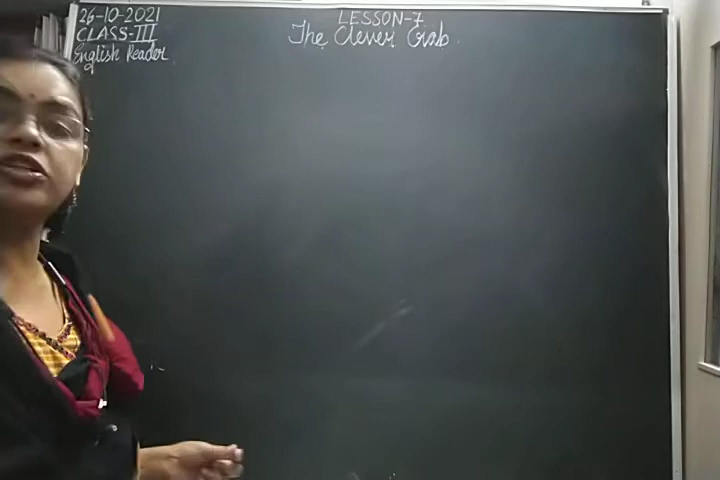 26-10-2021
CLASS-III
English Reader
LESSON-7
The Clever Crab.